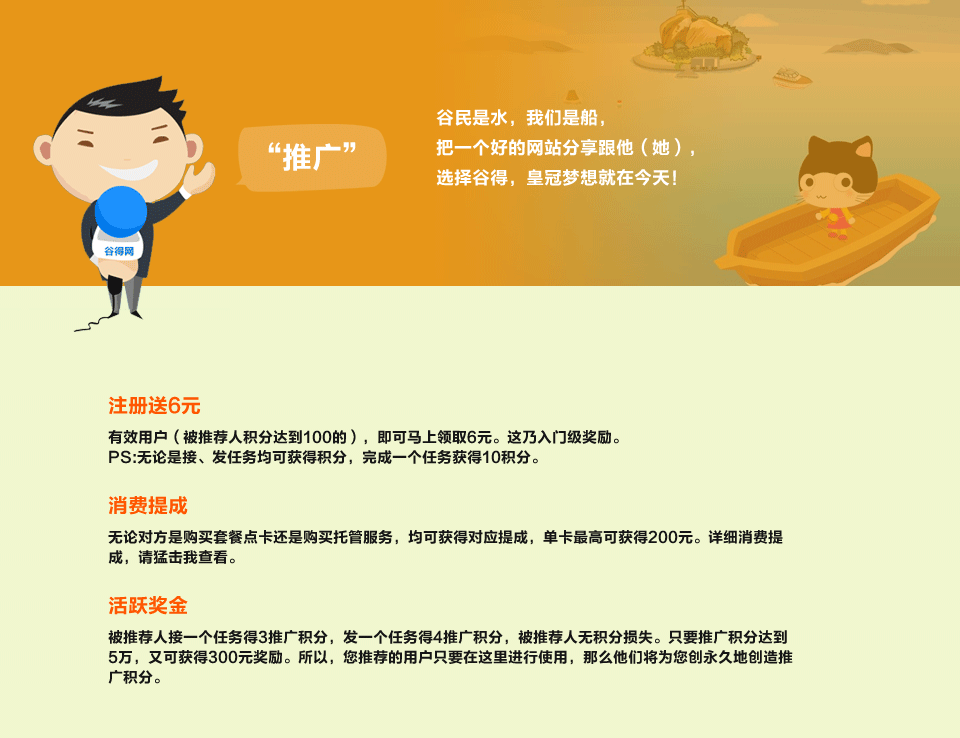 谷民是水，我们是船，
“推广”
把一个好的网站分享跟他（她），
选择谷得，皇冠梦想就在今天！
谷得网
注册送6元
有效用户（被推荐人积分达到100的），即可马上领取6元。这乃入门级奖励。
PS:无论是接、发任务均可获得积分，完成一个任务获得10积分。
消费提成
无论对方是购买套餐点卡还是购买托管服务，均可获得对应提成，单卡最高可获得200元。详细消费提
成，请猛击我查看。
活跃奖金
被推荐人接一个任务得3推广积分，发一个任务得4推广积分，被推荐人无积分损失。只要推广积分达到
5万，又可获得300元奖励。所以，您推荐的用户只要在这里进行使用，那么他们将为您创永久地创造推
广积分。